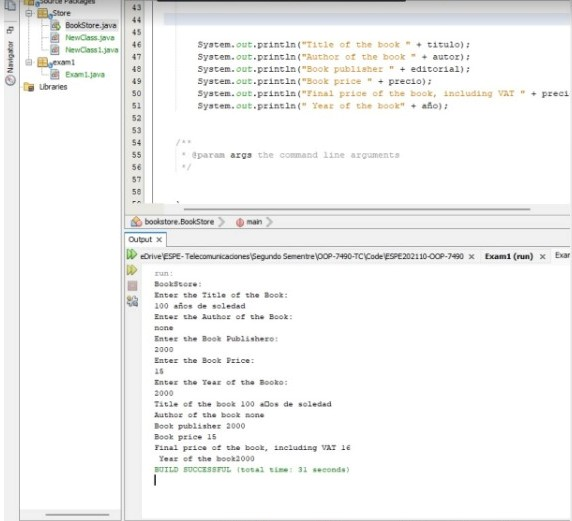 Source Packages
Store
BookStore.java
NewClass.java
NewClass1.java
exam1
Exam1.java
Libraries
Navigator
43
44
45
46 System.out.println("Title of the book " + titulo);
47 System.out.println("Author of the book " + autor);
48 System.out.println("Book publisher " + editorial);
49 System.out.println("Book price " + precio);
50 System.out.println("Final price of the book, including VAT " + preci
51 System.out.println(" Year of the book" + año);
52
53
54 /**
55 * @param args the command line arguments
56 */
57
58
bookstore.BookStore > main >
Output ×
eDrive\ESPE- Telecomunicaciones\Segundo Sementre\OOP-7490-TC\Code\ESPE202110-OOP-7490 × Exam1 (run) × Exar
run:
BookStore:
Enter the Title of the Book:
100 años de soledad
Enter the Author of the Book:
none
Enter the Book Publishero:
2000
Enter the Book Price:
15
Enter the Year of the Booko:
2000
Title of the book 100 a□os de soledad
Author of the book none
Book publisher 2000
Book price 15
Final price of the book, including VAT 16
Year of the book2000
BUILD SUCCESSFUL (total time: 31 seconds)